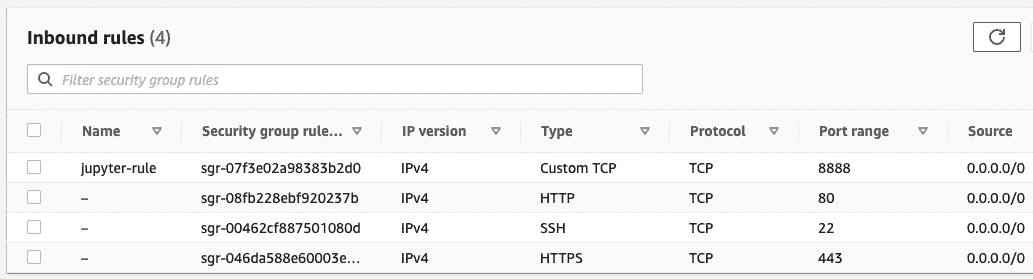 Inbound rules (4)
Filter security group rules
Name Security group rule... IP version Type Protocol Port range Source
jupyter-rule sgr-07f3e02a98383b2d0 IPv4 Custom TCP TCP 8888 0.0.0.0/0
– sgr-08fb228ebf920237b IPv4 HTTP TCP 80 0.0.0.0/0
– sgr-00462cf887501080d IPv4 SSH TCP 22 0.0.0.0/0
– sgr-046da588e60003e... IPv4 HTTPS TCP 443 0.0.0.0/0